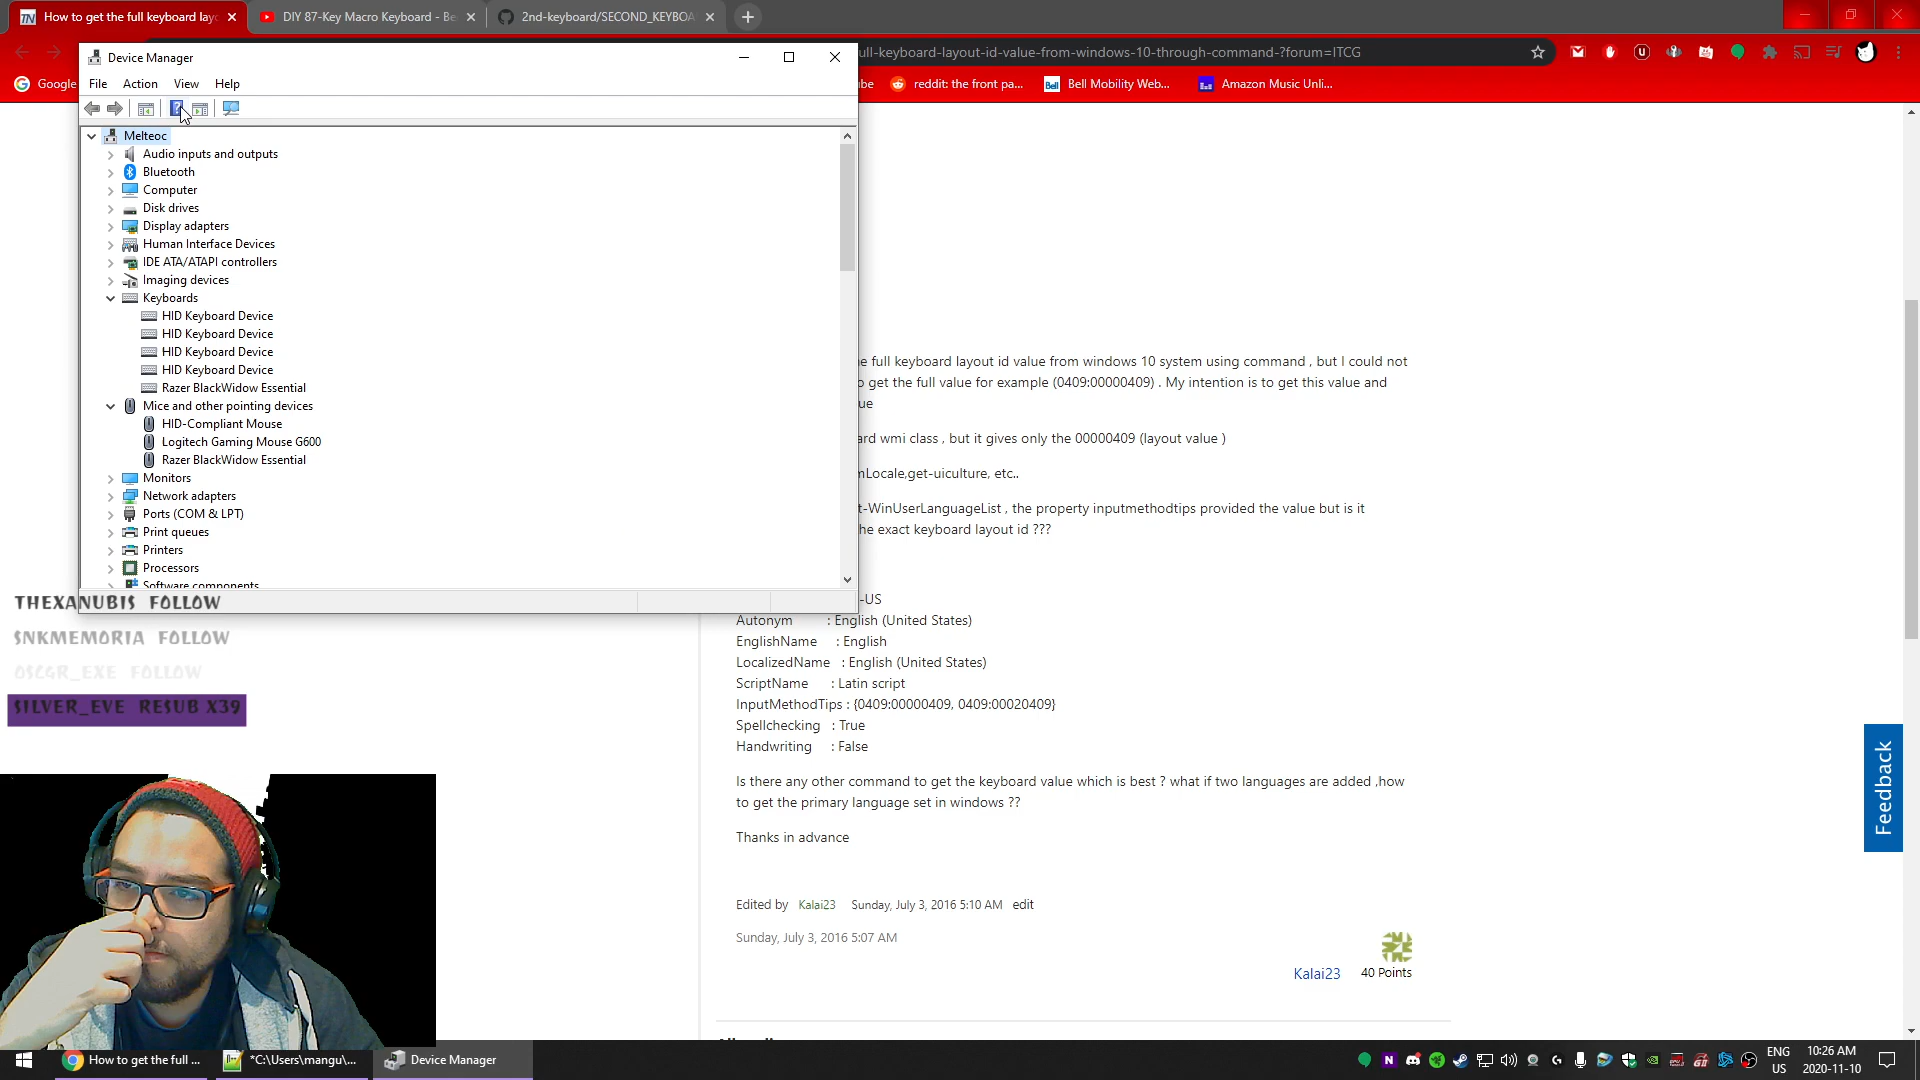 How to get the full keyboard lay
DIY 87-Key Macro Keyboard - Be
2nd-keyboard/SECOND_KEYBOA
ull-keyboard-layout-id-value-from-windows-10-through-command-?forum=ITCG
Google
be
reddit: the front pa...
Bell
Bell Mobility Web...
Amazon Music Unli...
Device Manager
File
Action
View
Help
Melteoc
Audio inputs and outputs
Bluetooth
Computer
Disk drives
Display adapters
Human Interface Devices
IDE ATA/ATAPI controllers
Imaging devices
Keyboards
HID Keyboard Device
HID Keyboard Device
HID Keyboard Device
HID Keyboard Device
Razer BlackWidow Essential
Mice and other pointing devices
HID-Compliant Mouse
Logitech Gaming Mouse G600
Razer BlackWidow Essential
Monitors
Network adapters
Ports (COM & LPT)
Print queues
Printers
Processors
Software components
e full keyboard layout id value from windows 10 system using command , but I could not
o get the full value for example (0409:00000409) . My intention is to get this value and
ue
ard wmi class , but it gives only the 00000409 (layout value )
mLocale,get-uiculture, etc..
t-WinUserLanguageList , the property inputmethodtips provided the value but is it
he exact keyboard layout id ???
-US
Autonym : English (United States)
EnglishName : English
LocalizedName : English (United States)
ScriptName : Latin script
InputMethodTips : {0409:00000409, 0409:00020409}
Spellchecking : True
Handwriting : False
Is there any other command to get the keyboard value which is best ? what if two languages are added ,how
to get the primary language set in windows ??
Thanks in advance
Edited by Kalai23 Sunday, July 3, 2016 5:10 AM edit
Sunday, July 3, 2016 5:07 AM
Kalai23 40 Points
Feedback
THEXANUBIS FOLLOW
SNKMEMORIA FOLLOW
OSCGR_EXE FOLLOW
SILVER_EVE RESUB X39
How to get the full ...
*C:\Users\mangu\...
Device Manager
ENG
US
10:26 AM
2020-11-10